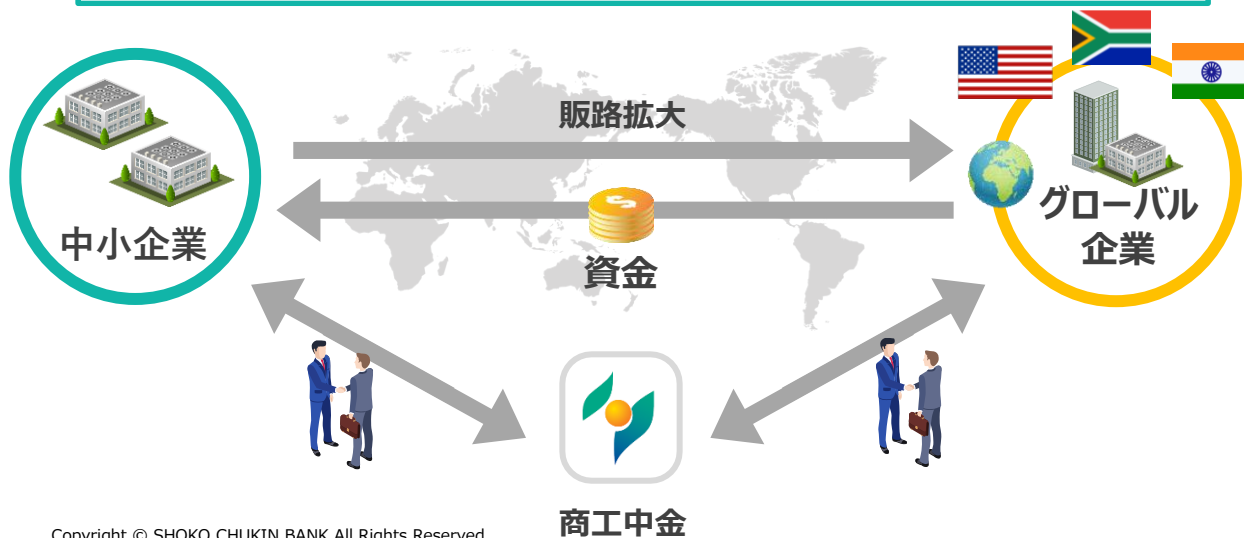 販路拡大
中小企業
資金
グローバル
企業
商工中金
Copyright © SHOKO CHUKIN BANK All Rights Reserved